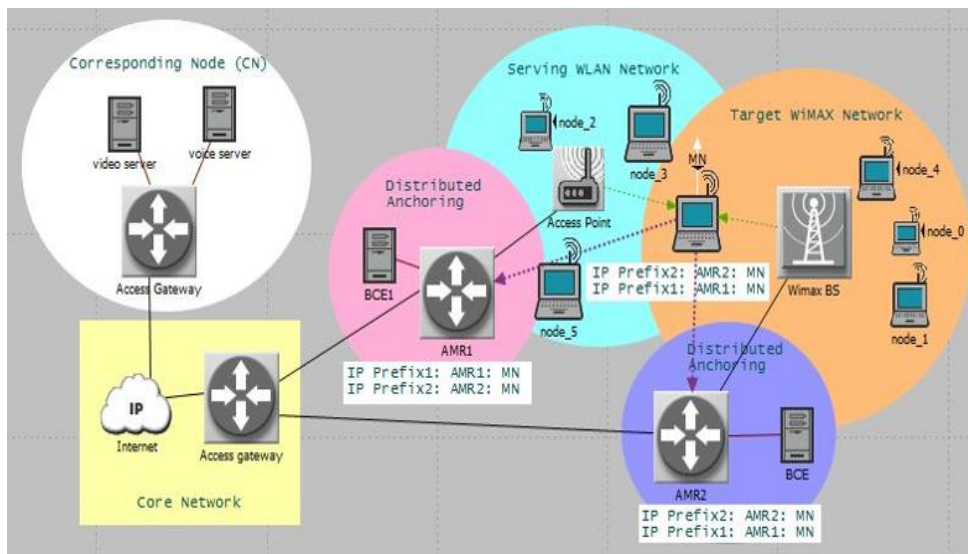 Corresponding Node (CN)
video server
voice server
Access Gateway
Serving WLAN Network
node_2
node_3
Access Point
node_5
MN
Target WiMAX Network
node_4
node_0
node_1
Wimax BS
IP Prefix2: AMR2: MN
IP Prefix1: AMR1: MN
Distributed
Anchoring
BCE1
AMR1
IP Prefix1: AMR1: MN
IP Prefix2: AMR2: MN
IP
Internet
Access gateway
Core Network
Distributed
Anchoring
AMR2
BCE
IP Prefix2: AMR2: MN
IP Prefix1: AMR1: MN